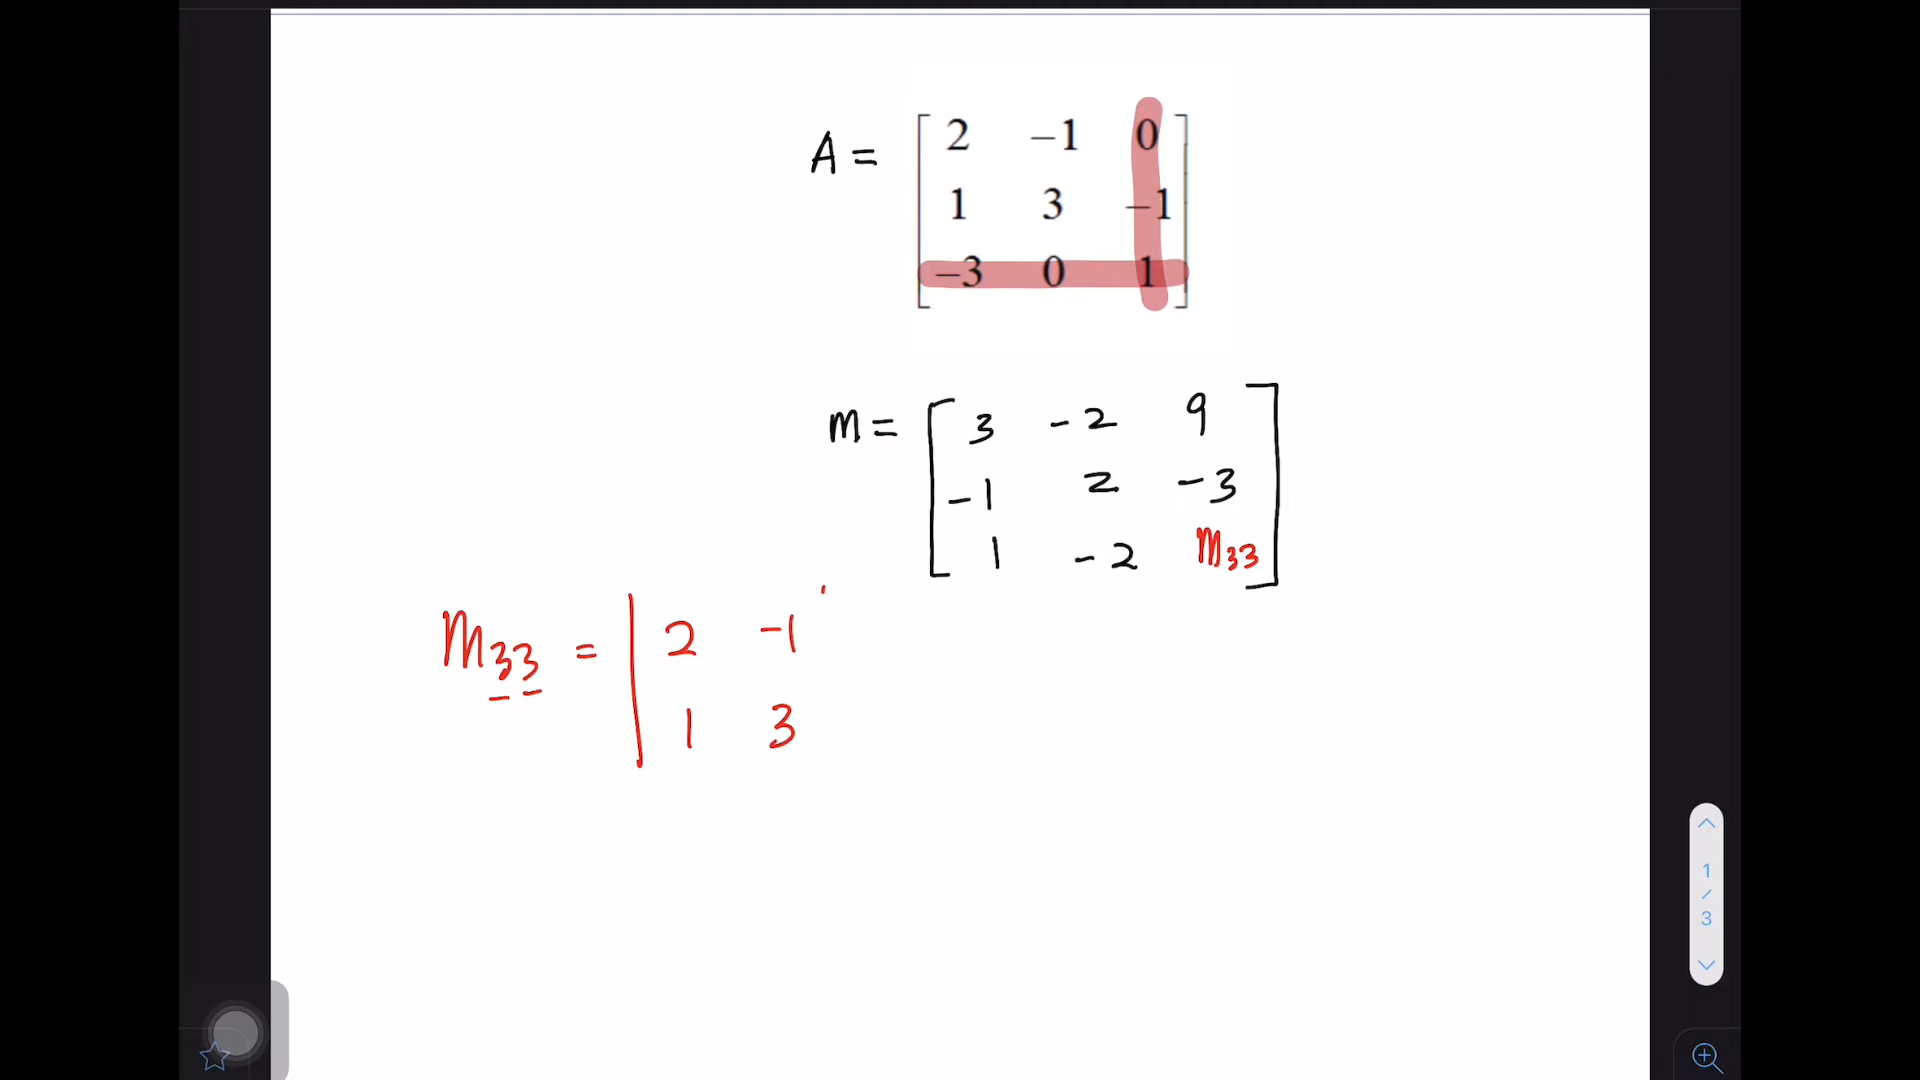 A = [ 2 −1 0
1 3 −1
−3 0 1 ]
m = [ 3 -2 9
-1 2 -3
1 -2 M33 ]
M33 = | 2 -1
1 3
1
/
3